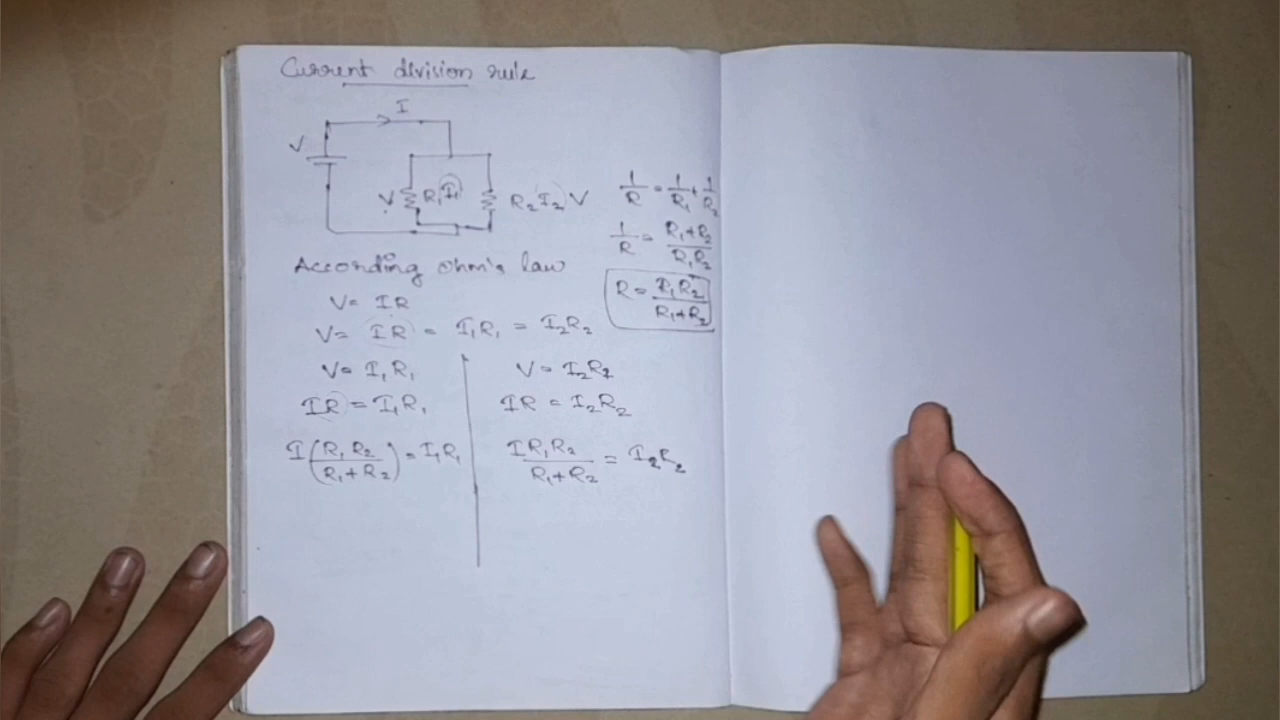 Current division rule
I
V
V R₁ I₁ R₂ I₂ V
1/R = 1/R₁ + 1/R₂
1/R = R₁+R₂/R₁R₂
R = R₁R₂/R₁+R₂
According ohm's law
V = IR
V = IR = I₁R₁ = I₂R₂
V = I₁R₁
IR = I₁R₁
I(R₁R₂/R₁+R₂) = I₁R₁
V = I₂R₂
IR = I₂R₂
IR₁R₂/R₁+R₂ = I₂R₂